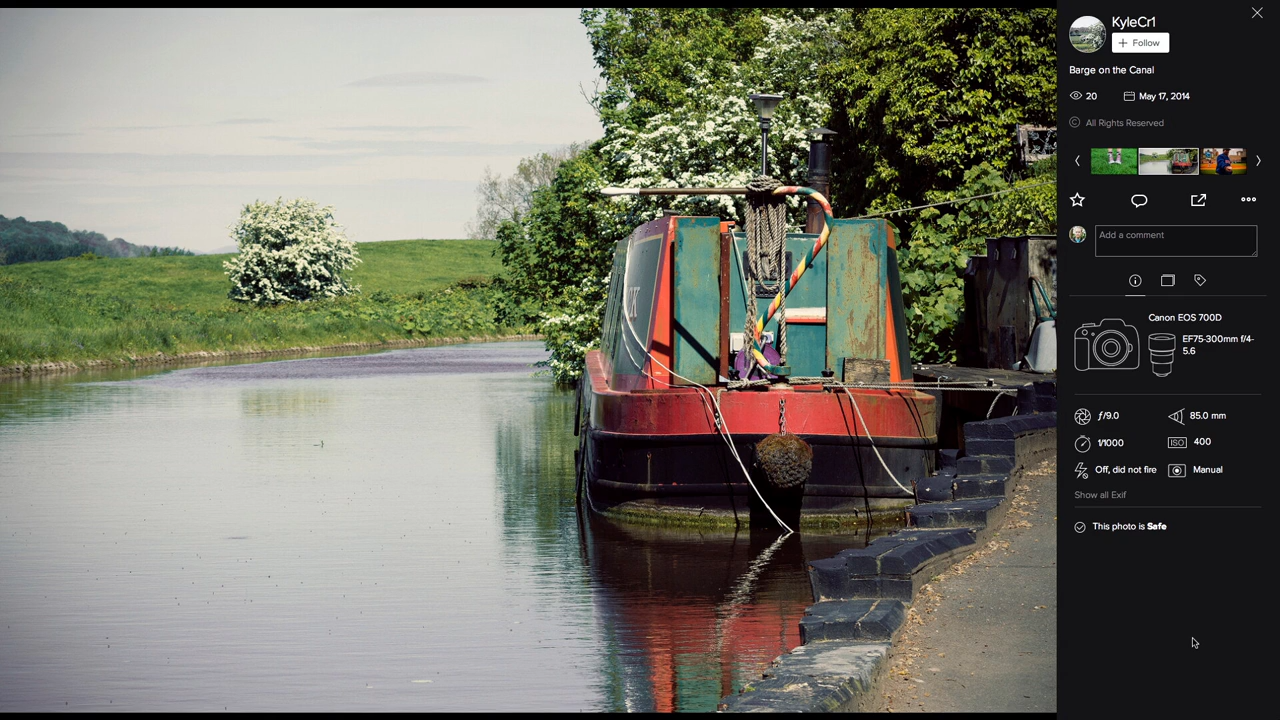 KyleCr1
+ Follow
Barge on the Canal
20
May 17, 2014
© All Rights Reserved
Add a comment
Canon EOS 700D
EF75-300mm f/4-
5.6
ƒ/9.0
85.0 mm
1/1000
ISO
400
Off, did not fire
Manual
Show all Exif
This photo is Safe